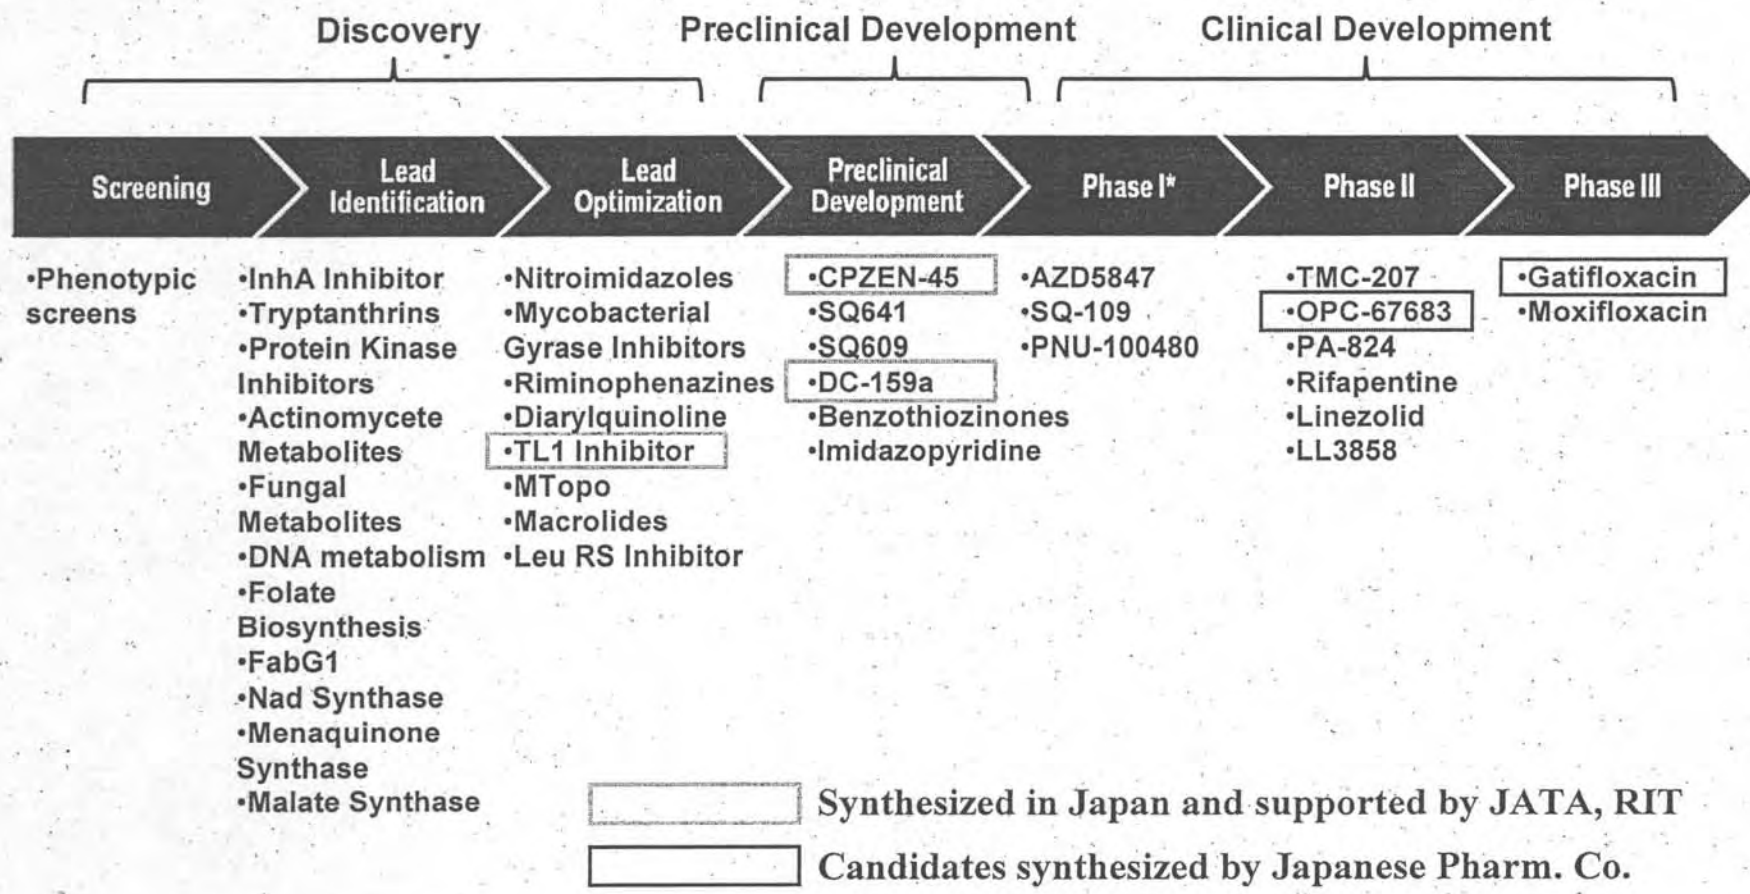 Discovery
Preclinical Development
Clinical Development
Screening
Lead
Identification
Lead
Optimization
Preclinical
Development
Phase I*
Phase II
Phase III
•Phenotypic
screens
•InhA Inhibitor
•Tryptanthrins
•Protein Kinase
Inhibitors
•Actinomycete
Metabolites
•Fungal
Metabolites
•DNA metabolism
•Folate
Biosynthesis
•FabG1
•Nad Synthase
•Menaquinone
Synthase
•Malate Synthase
•Nitroimidazoles
•Mycobacterial
Gyrase Inhibitors
•Riminophenazines
•Diarylquinoline
•TL1 Inhibitor
•MTopo
•Macrolides
•Leu RS Inhibitor
•CPZEN-45
•SQ641
•SQ609
•DC-159a
•Benzothiozinones
•Imidazopyridine
•AZD5847
•SQ-109
•PNU-100480
•TMC-207
•OPC-67683
•PA-824
•Rifapentine
•Linezolid
•LL3858
•Gatifloxacin
•Moxifloxacin
Synthesized in Japan and supported by JATA, RIT
Candidates synthesized by Japanese Pharm. Co.